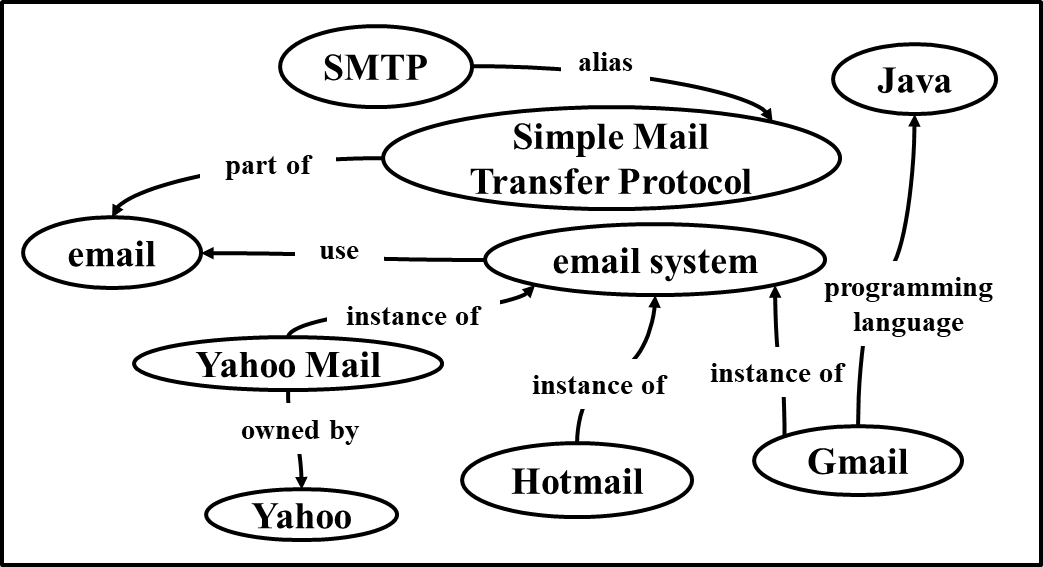 SMTP
alias
Java
Simple Mail
Transfer Protocol
part of
email
use
email system
programming
language
instance of
Yahoo Mail
instance of
instance of
owned by
Hotmail
Gmail
Yahoo